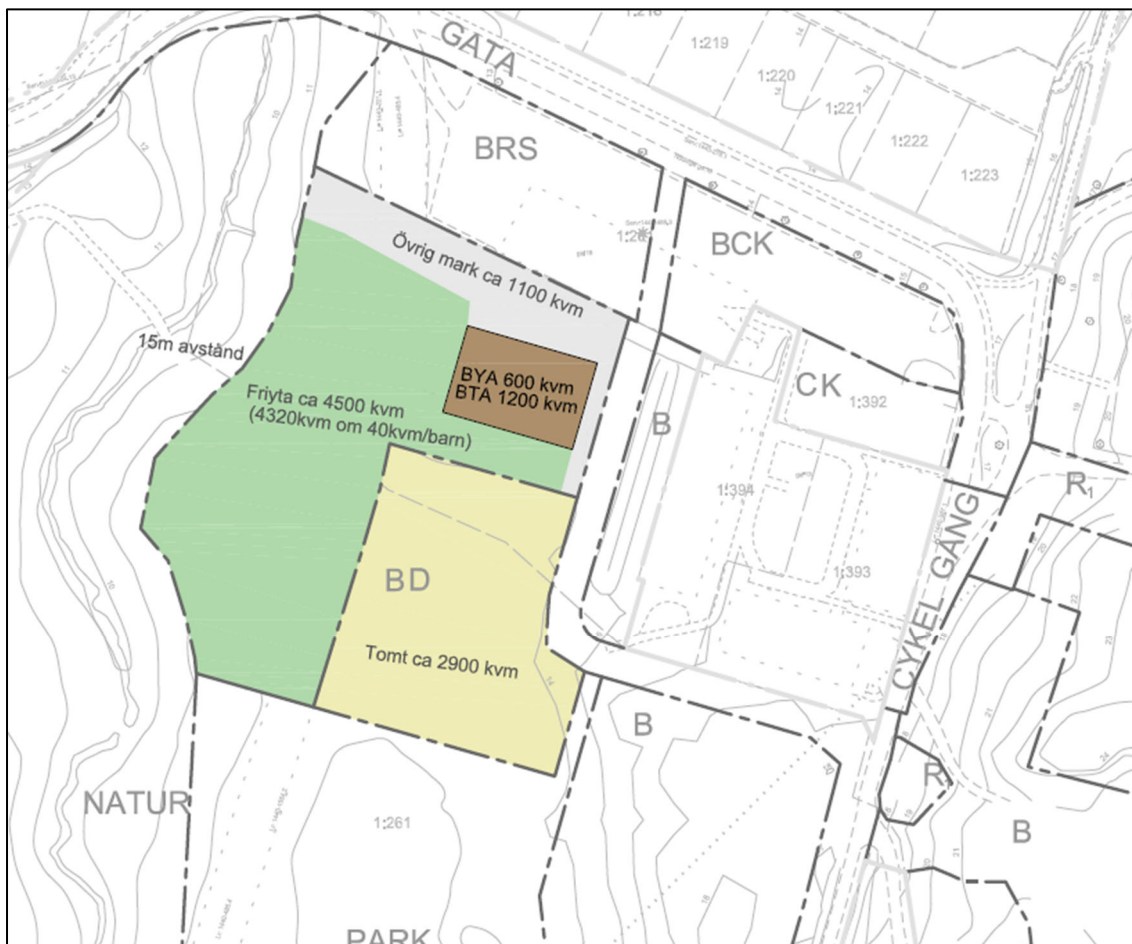 1:218
GATA
1:219
1:220
1:221
1:222
1:223
BRS
BCK
Övrig mark ca 1100 kvm
15m avstånd
BYA 600 kvm
BTA 1200 kvm
Friyta ca 4500 kvm
(4320kvm om 40kvm/barn)
CK
1:392
B
1:394
R1
CYKEL GÅNG
1:393
BD
Tomt ca 2900 kvm
B
R
NATUR
1:261
B
PARK